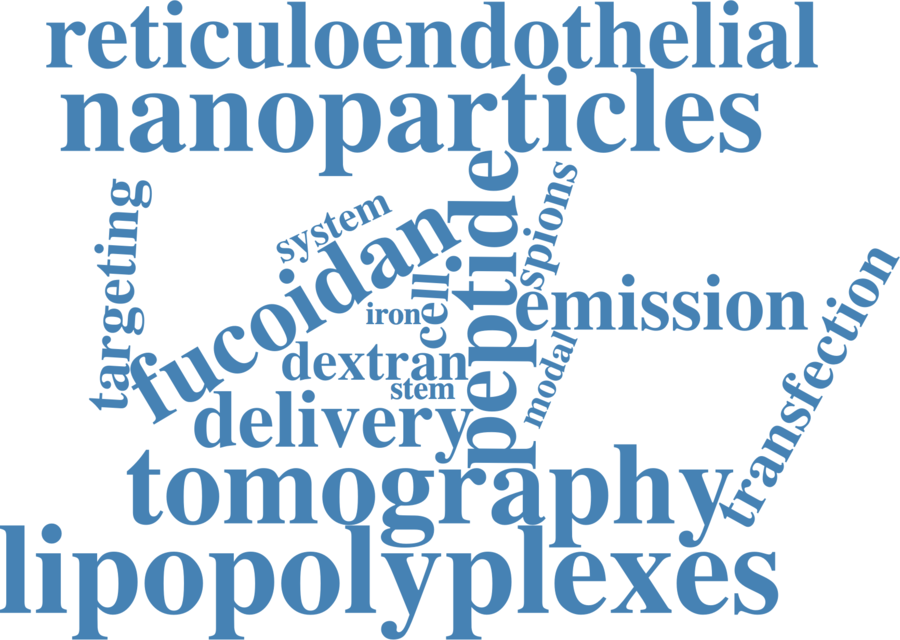 reticuloendothelial
nanoparticles
targeting
system
fucoidan
peptide
spions
cell
iron
emission
transfection
dextran
stem
modal
delivery
tomography
lipopolyplexes